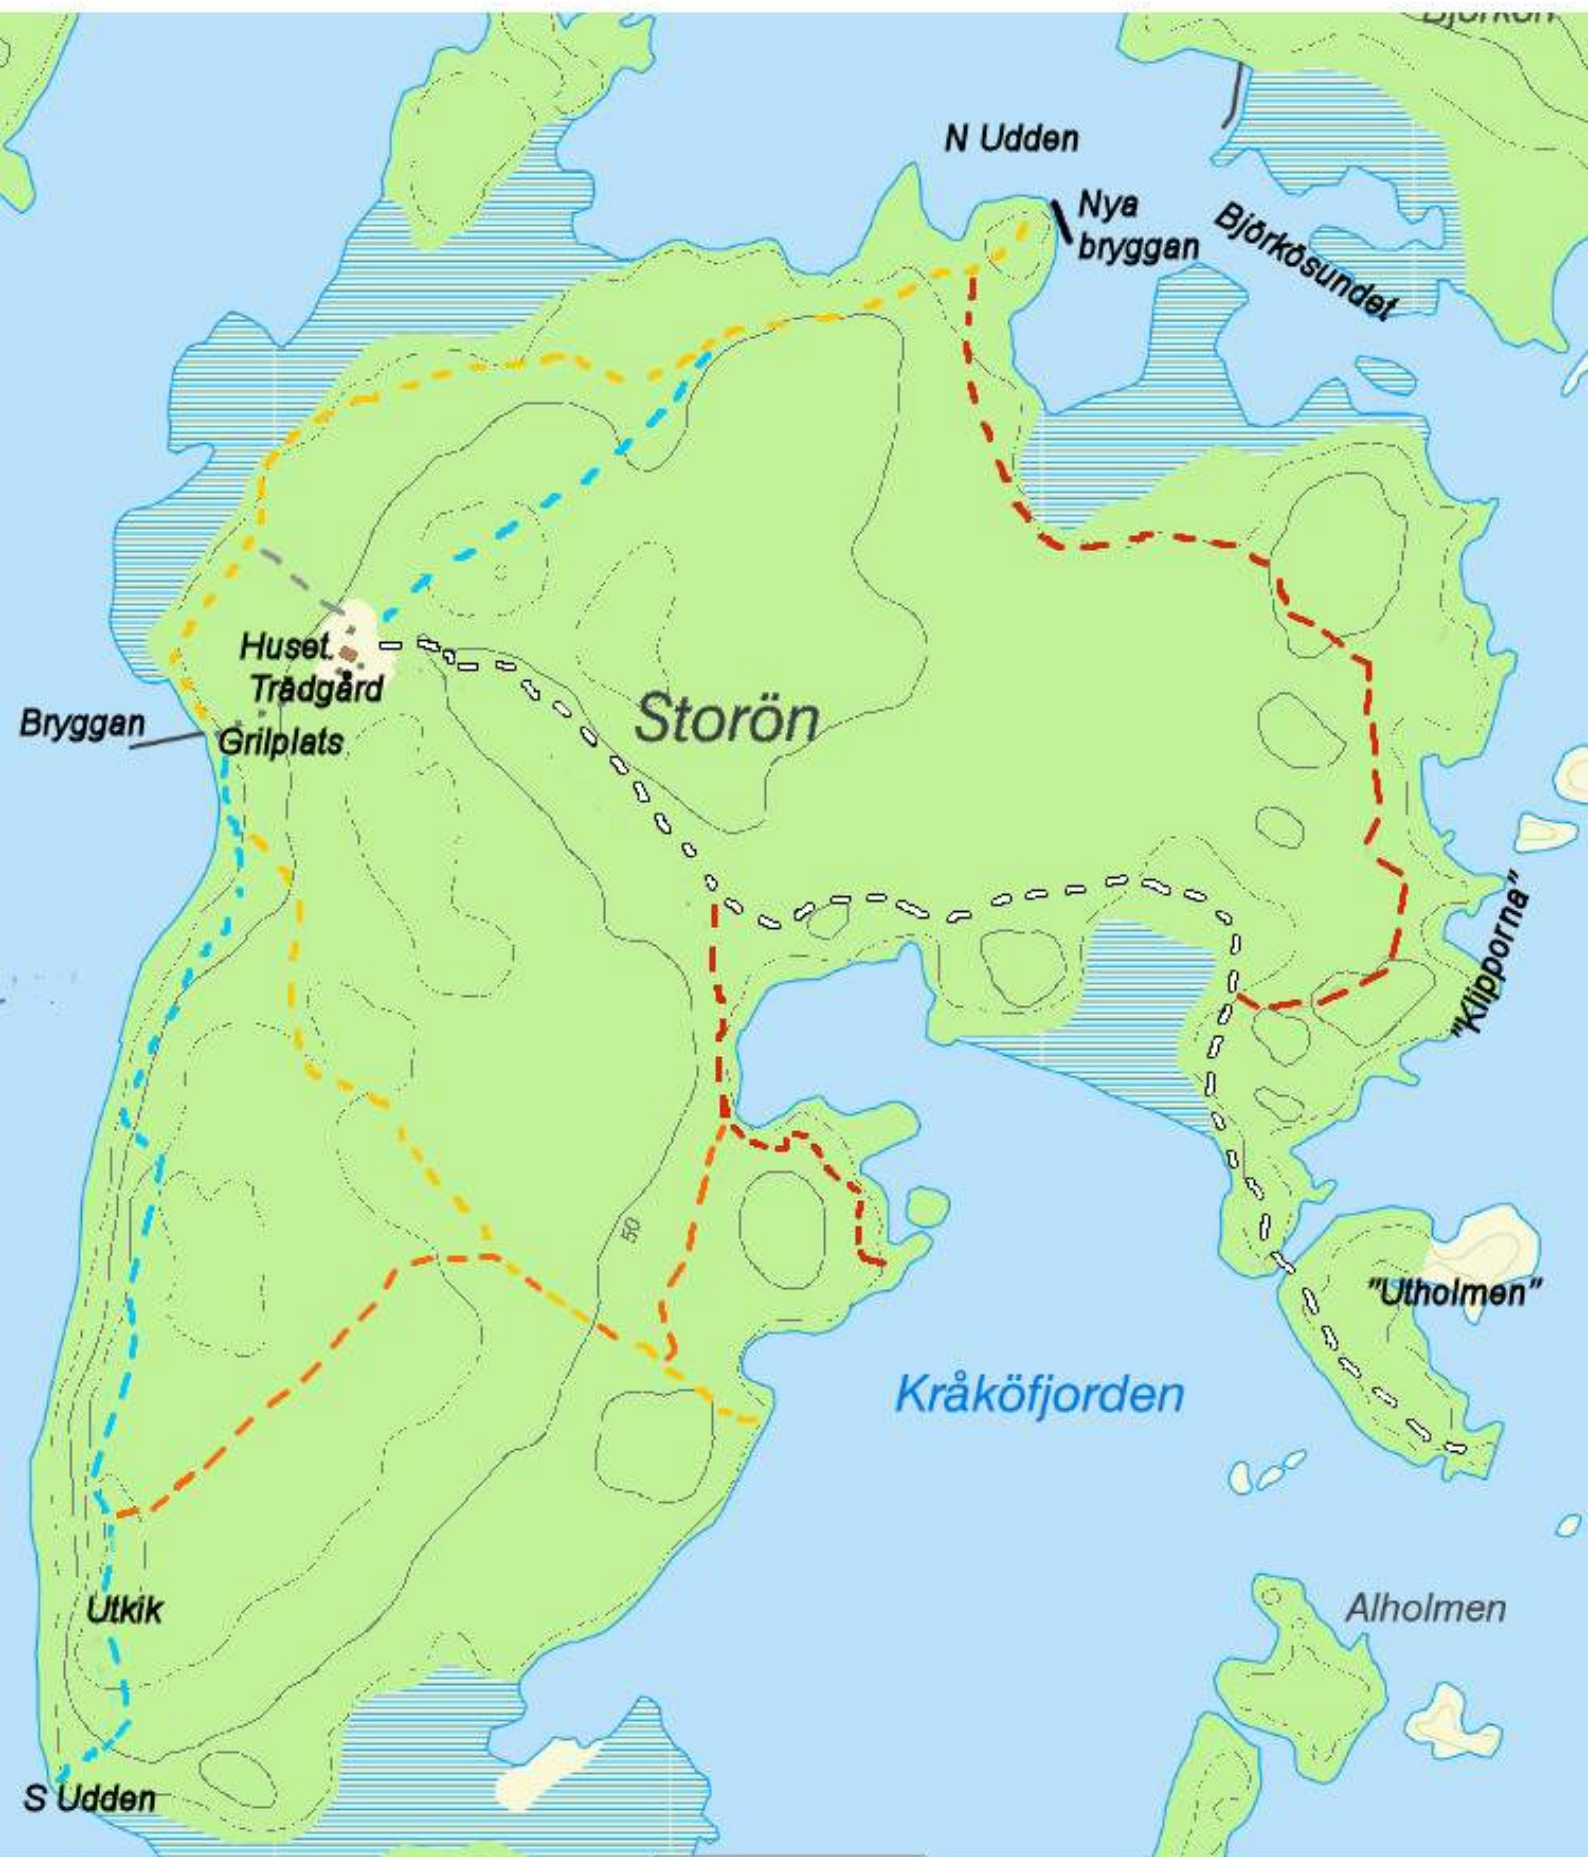 Björkön
N Udden
Nya
bryggan
Björkösundet
Huset.
Trädgård
Bryggan
Grilplats
Storön
"Klipporna"
50
"Utholmen"
Kråköfjorden
Utkik
Alholmen
S Udden